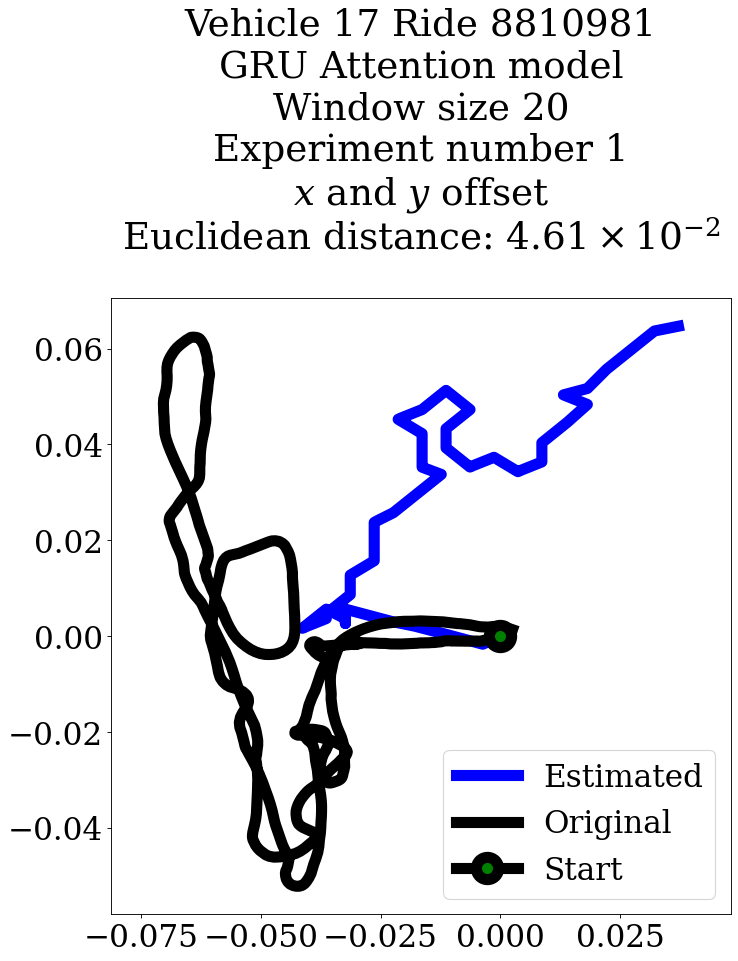 Vehicle 17 Ride 8810981
GRU Attention model
Window size 20
Experiment number 1
x and y offset
Euclidean distance: 4.61 × 10⁻²
0.06
0.04
0.02
0.00
−0.02
−0.04
Estimated
Original
Start
−0.075 −0.050 −0.025 0.000 0.025